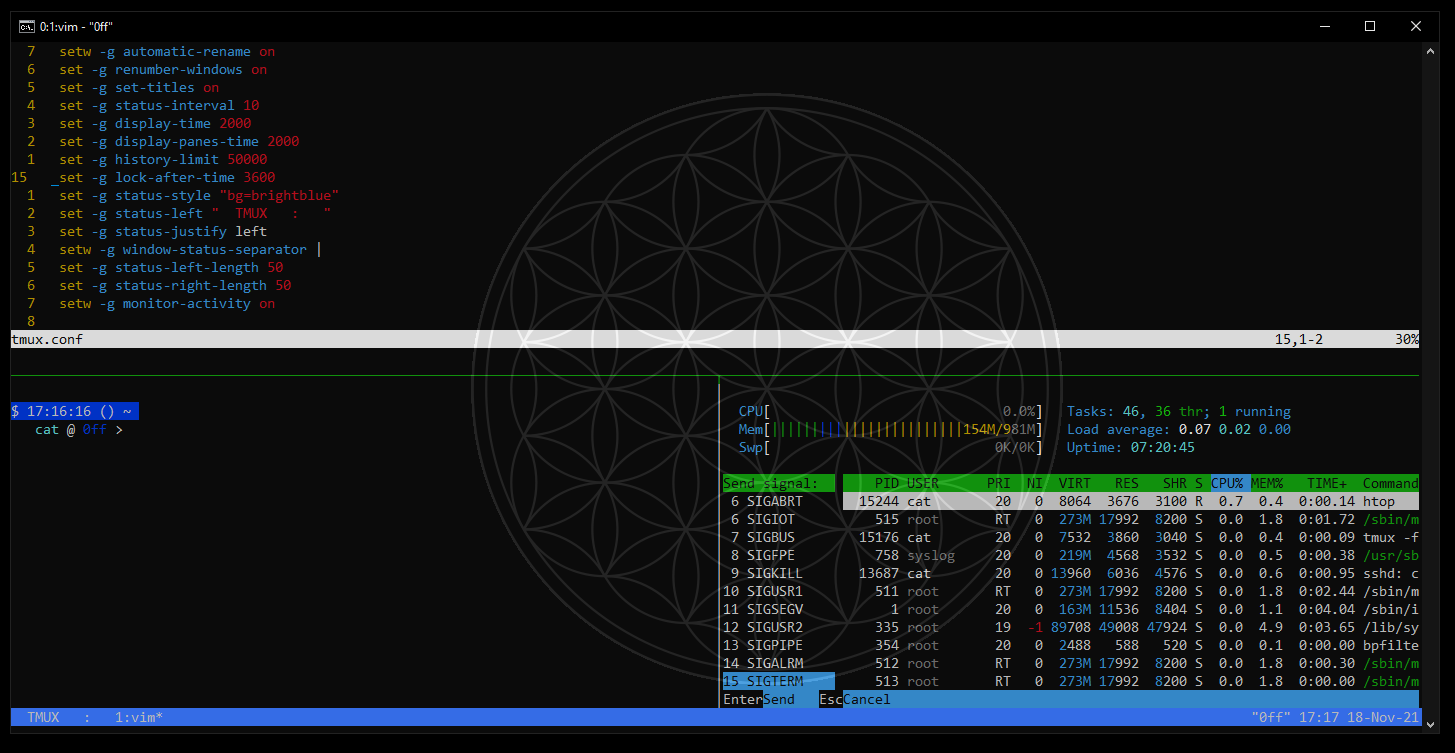 0:1:vim - "0ff"
7 setw -g automatic-rename on
6 set -g renumber-windows on
5 set -g set-titles on
4 set -g status-interval 10
3 set -g display-time 2000
2 set -g display-panes-time 2000
1 set -g history-limit 50000
15 _set -g lock-after-time 3600
1 set -g status-style "bg=brightblue"
2 set -g status-left "  TMUX   :   "
3 set -g status-justify left
4 setw -g window-status-separator |
5 set -g status-left-length 50
6 set -g status-right-length 50
7 setw -g monitor-activity on
8
tmux.conf 15,1-2 30%
$ 17:16:16 () ~
cat @ 0ff >
CPU[ 0.0%] Tasks: 46, 36 thr; 1 running
Mem[||||||||||||||||||||||||154M/981M] Load average: 0.07 0.02 0.00
Swp[ 0K/0K] Uptime: 07:20:45
Send signal: PID USER PRI NI VIRT RES SHR S CPU% MEM% TIME+ Command
6 SIGABRT 15244 cat 20 0 8064 3676 3100 R 0.7 0.4 0:00.14 htop
6 SIGIOT 515 root RT 0 273M 17992 8200 S 0.0 1.8 0:01.72 /sbin/m
7 SIGBUS 15176 cat 20 0 7532 3860 3040 S 0.0 0.4 0:00.09 tmux -f
8 SIGFPE 758 syslog 20 0 219M 4568 3532 S 0.0 0.5 0:00.38 /usr/sb
9 SIGKILL 13687 cat 20 0 13960 6036 4576 S 0.0 0.6 0:00.95 sshd: c
10 SIGUSR1 511 root RT 0 273M 17992 8200 S 0.0 1.8 0:02.44 /sbin/m
11 SIGSEGV 1 root 20 0 163M 11536 8404 S 0.0 1.1 0:04.04 /sbin/i
12 SIGUSR2 335 root 19 -1 89708 49008 47924 S 0.0 4.9 0:03.65 /lib/sy
13 SIGPIPE 354 root 20 0 2488 588 520 S 0.0 0.1 0:00.00 bpfilte
14 SIGALRM 512 root RT 0 273M 17992 8200 S 0.0 1.8 0:00.30 /sbin/m
15 SIGTERM 513 root RT 0 273M 17992 8200 S 0.0 1.8 0:00.00 /sbin/m
EnterSend EscCancel
TMUX : 1:vim* "0ff" 17:17 18-Nov-21